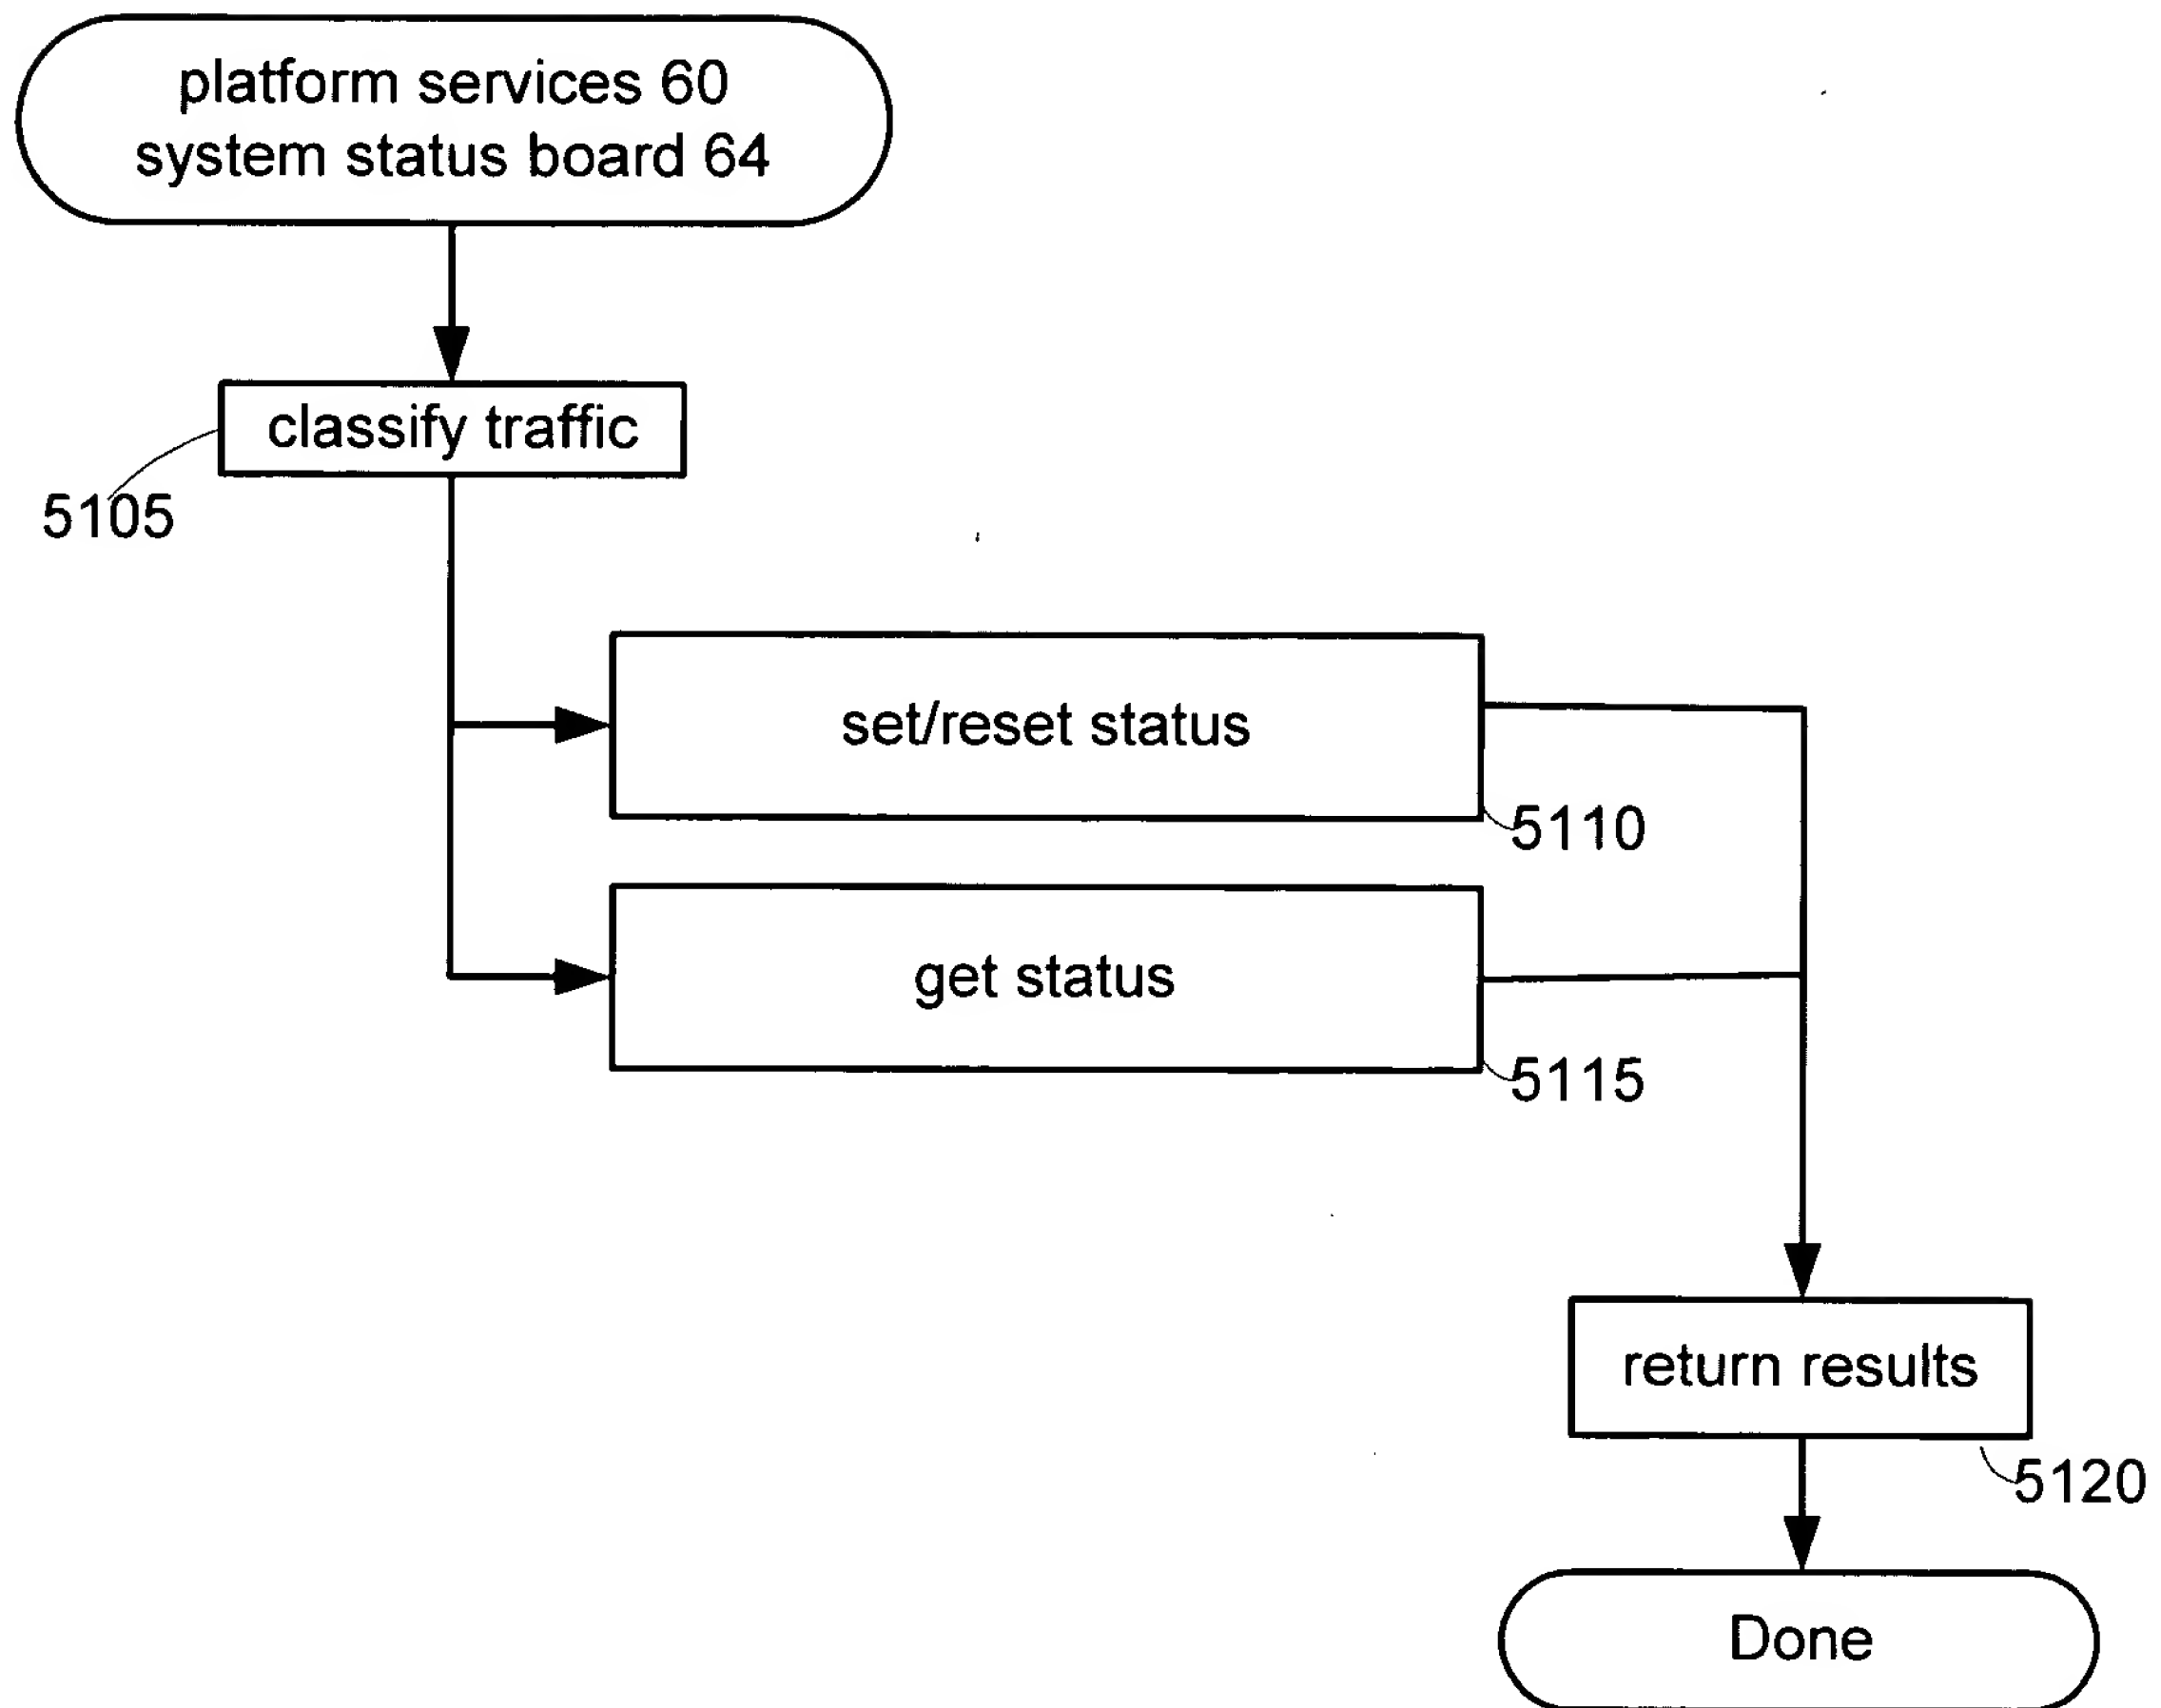 platform services 60
system status board 64
classify traffic
5105
set/reset status
5110
get status
5115
return results
5120
Done